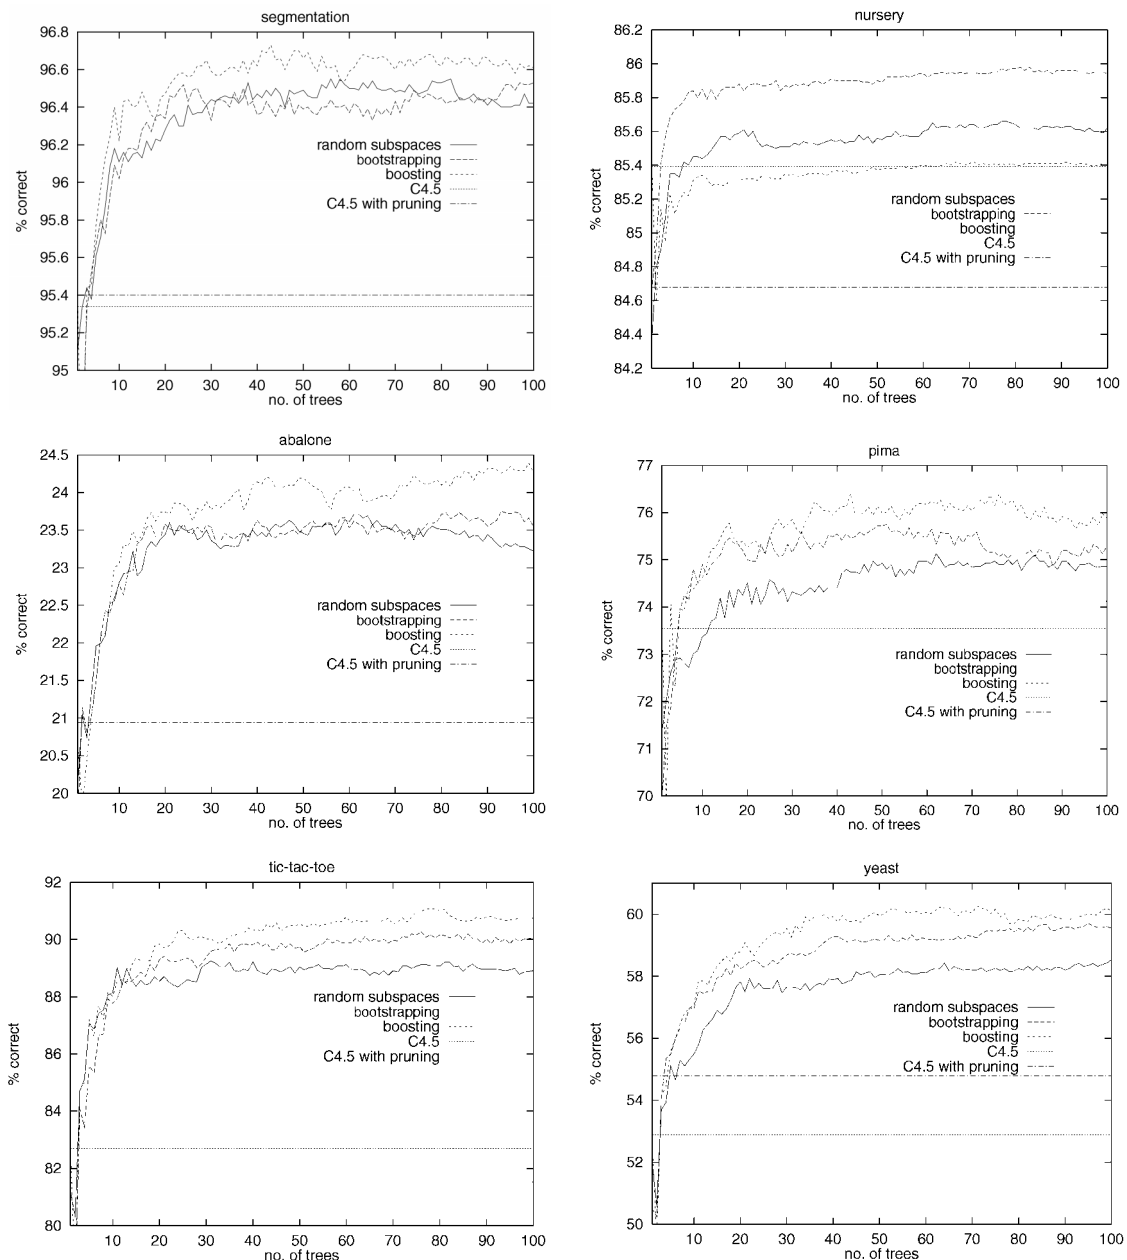 segmentation
96.8
96.6
96.4
96.2
96
95.8
95.6
95.4
95.2
95
% correct
random subspaces
bootstrapping
boosting
C4.5
C4.5 with pruning
10 20 30 40 50 60 70 80 90 100
no. of trees
nursery
86.2
86
85.8
85.6
85.4
85.2
85
84.8
84.6
84.4
84.2
% correct
random subspaces
bootstrapping
boosting
C4.5
C4.5 with pruning
10 20 30 40 50 60 70 80 90 100
no. of trees
abalone
24.5
24
23.5
23
22.5
22
21.5
21
20.5
20
% correct
random subspaces
bootstrapping
boosting
C4.5
C4.5 with pruning
10 20 30 40 50 60 70 80 90 100
no. of trees
pima
77
76
75
74
73
72
71
70
% correct
random subspaces
bootstrapping
boosting
C4.5
C4.5 with pruning
10 20 30 40 50 60 70 80 90 100
no. of trees
tic-tac-toe
92
90
88
86
84
82
80
% correct
random subspaces
bootstrapping
boosting
C4.5
C4.5 with pruning
10 20 30 40 50 60 70 80 90 100
no. of trees
yeast
60
58
56
54
52
50
% correct
random subspaces
bootstrapping
boosting
C4.5
C4.5 with pruning
10 20 30 40 50 60 70 80 90 100
no. of trees